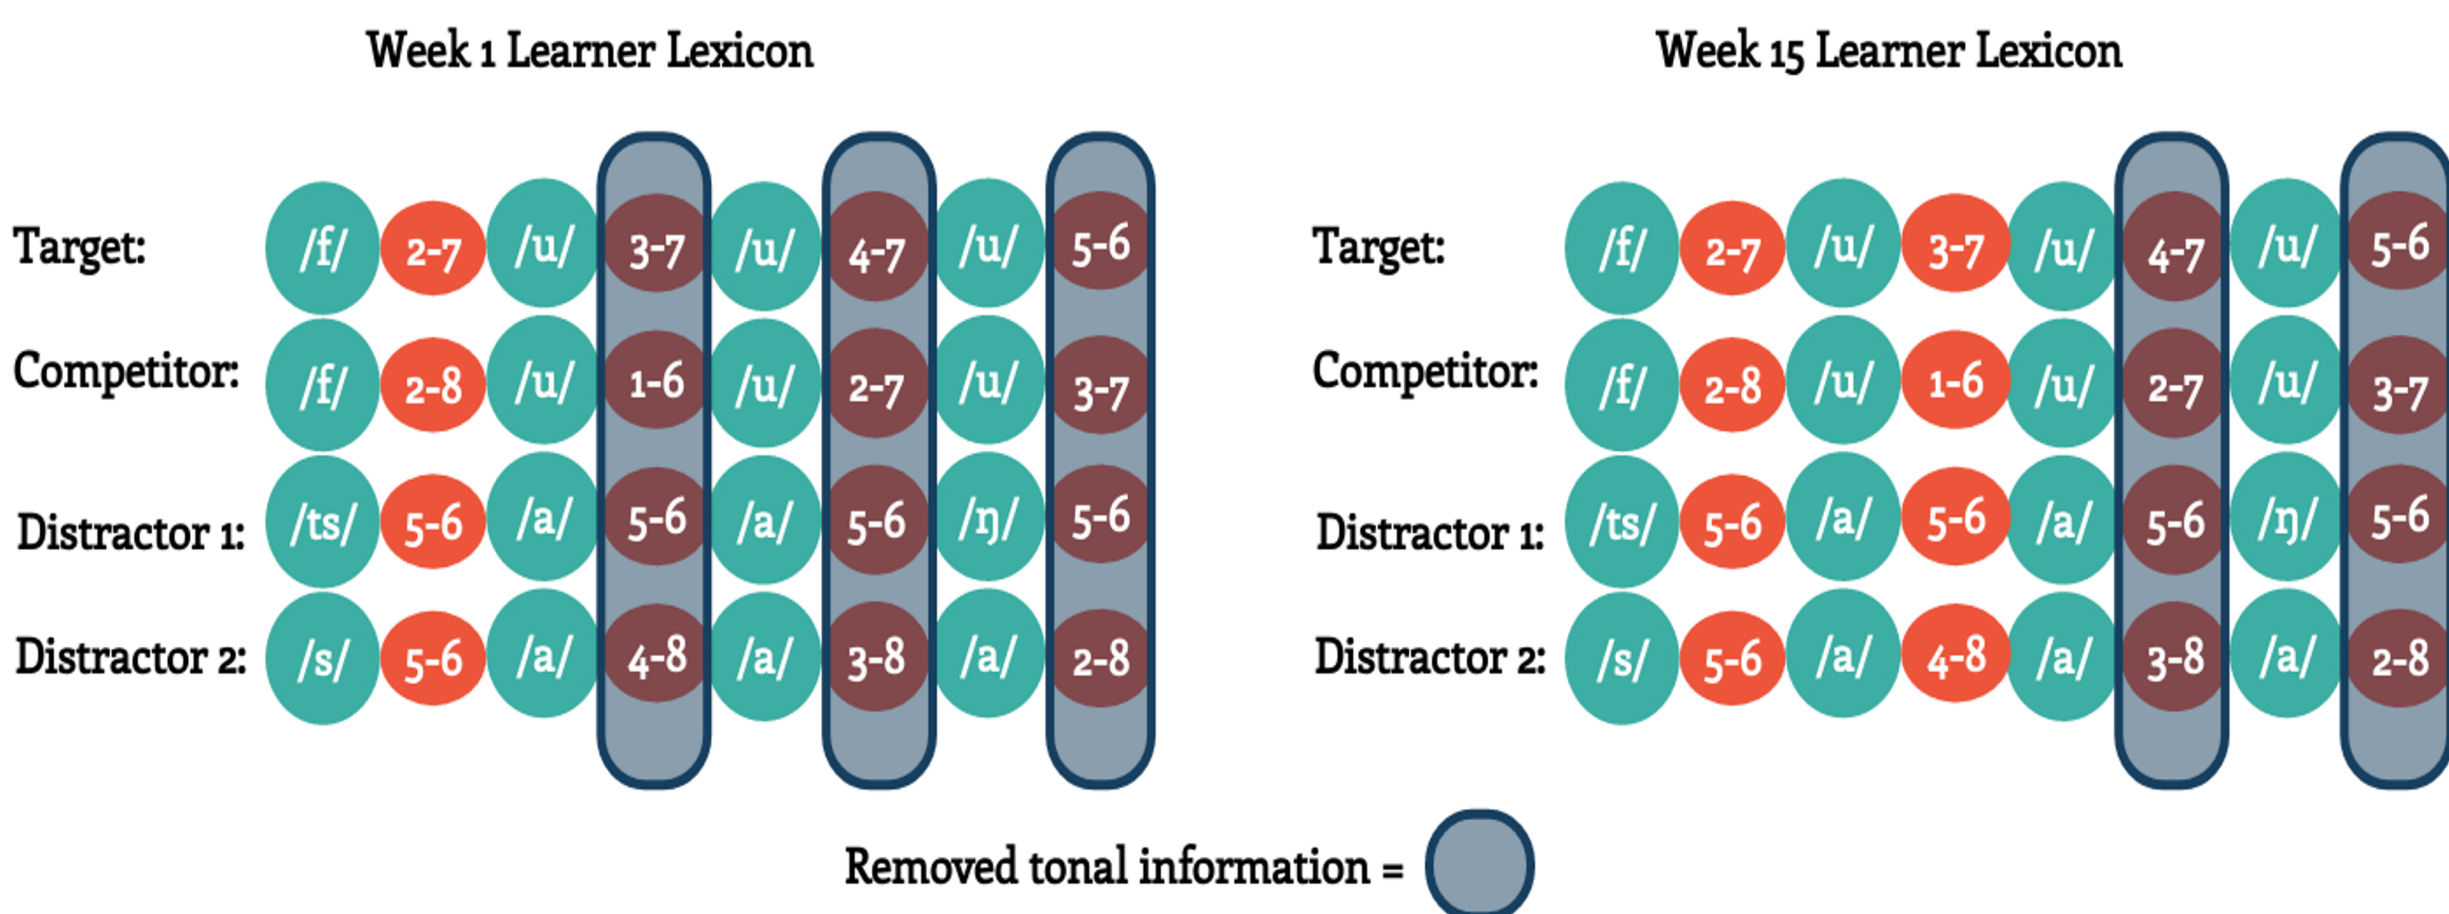 Week 1 Learner Lexicon
Target: /f/ 2-7 /u/ 3-7 /u/ 4-7 /u/ 5-6
Competitor: /f/ 2-8 /u/ 1-6 /u/ 2-7 /u/ 3-7
Distractor 1: /ts/ 5-6 /a/ 5-6 /a/ 5-6 /ŋ/ 5-6
Distractor 2: /s/ 5-6 /a/ 4-8 /a/ 3-8 /a/ 2-8
Week 15 Learner Lexicon
Target: /f/ 2-7 /u/ 3-7 /u/ 4-7 /u/ 5-6
Competitor: /f/ 2-8 /u/ 1-6 /u/ 2-7 /u/ 3-7
Distractor 1: /ts/ 5-6 /a/ 5-6 /a/ 5-6 /ŋ/ 5-6
Distractor 2: /s/ 5-6 /a/ 4-8 /a/ 3-8 /a/ 2-8
Removed tonal information =